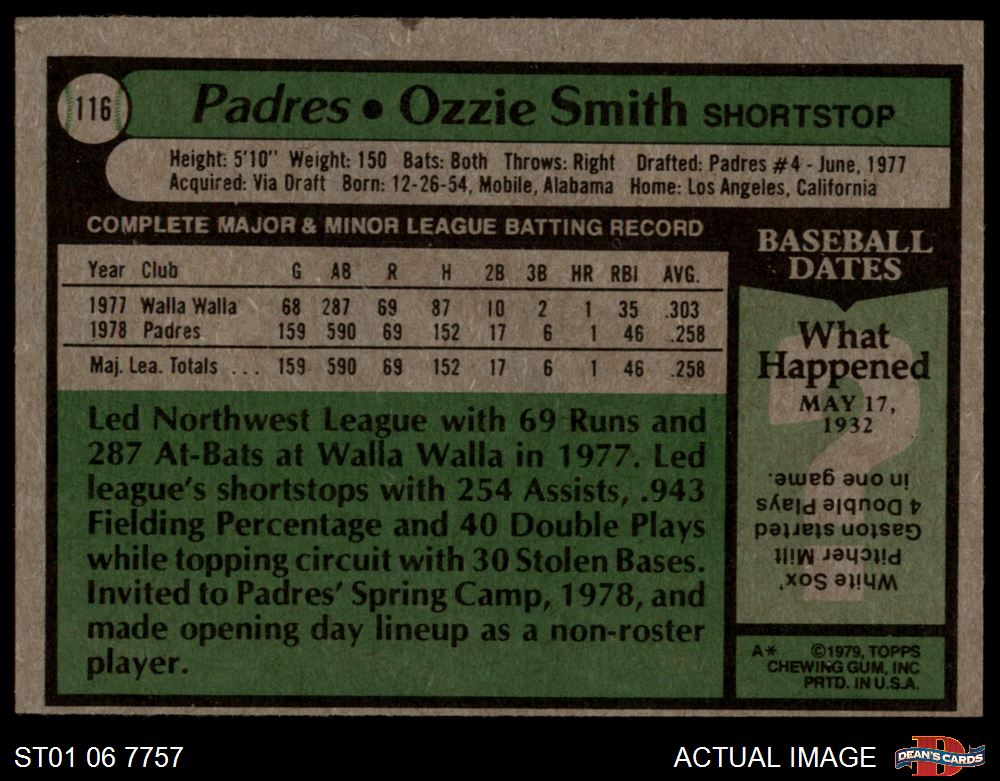 116
Padres • Ozzie Smith SHORTSTOP
Height: 5'10" Weight: 150 Bats: Both Throws: Right Drafted: Padres #4 - June, 1977
Acquired: Via Draft Born: 12-26-54, Mobile, Alabama Home: Los Angeles, California
COMPLETE MAJOR & MINOR LEAGUE BATTING RECORD
Year Club G AB R H 2B 3B HR RBI AVG.
1977 Walla Walla 68 287 69 87 10 2 1 35 .303
1978 Padres 159 590 69 152 17 6 1 46 .258
Maj. Lea. Totals ... 159 590 69 152 17 6 1 46 .258
Led Northwest League with 69 Runs and
287 At-Bats at Walla Walla in 1977. Led
league's shortstops with 254 Assists, .943
Fielding Percentage and 40 Double Plays
while topping circuit with 30 Stolen Bases.
Invited to Padres' Spring Camp, 1978, and
made opening day lineup as a non-roster
player.
BASEBALL
DATES
What
Happened
MAY 17,
1932
?
White Sox'
Pitcher Milt
Gaston started
4 Double Plays
in one game.
A* ©1979, TOPPS
CHEWING GUM, INC
PRTD. IN U.S.A.
ST01 06 7757
ACTUAL IMAGE
D
DEAN'S CARDS